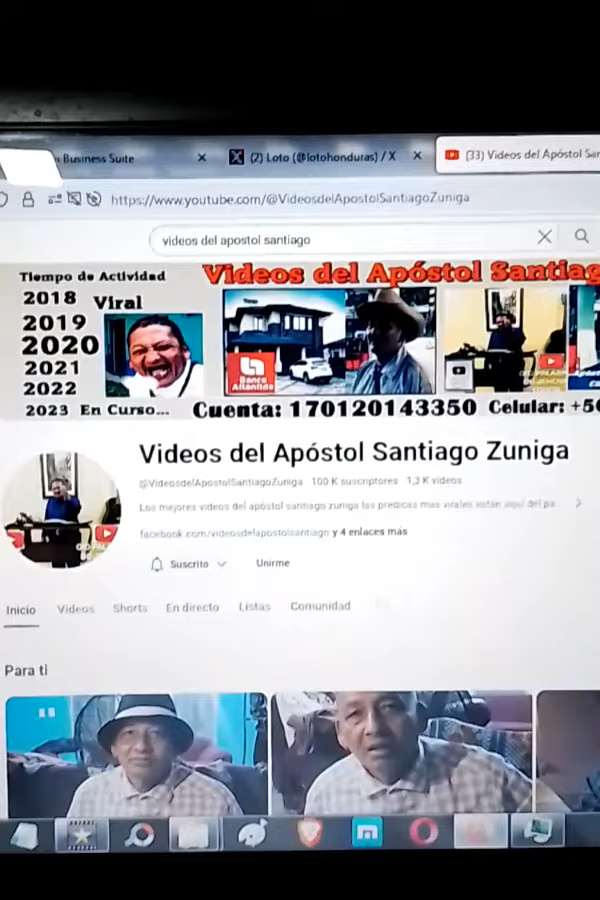 Business Suite
(2) Loto (@lotohonduras) / X
(33) Videos del Apóstol San
https://www.youtube.com/@VideosdelApostolSantiagoZuniga
videos del apostol santiago
Tiempo de Actividad
Videos del Apóstol Santiag
2018 Viral
2019
2020
2021
2022
2023 En Curso...
Banco
Atlántida
Cuenta: 170120143350 Celular: +50
Videos del Apóstol Santiago Zuniga
@VideosdelApostolSantiagoZuniga 100 K suscriptores 1,3 K videos
Los mejores videos del apóstol santiago zuniga las predicas mas virales estan aqui del pa
facebook.com/videosdelapostolsantiago y 4 enlaces más
Suscrito
Unirme
Inicio Videos Shorts En directo Listas Comunidad
Para ti